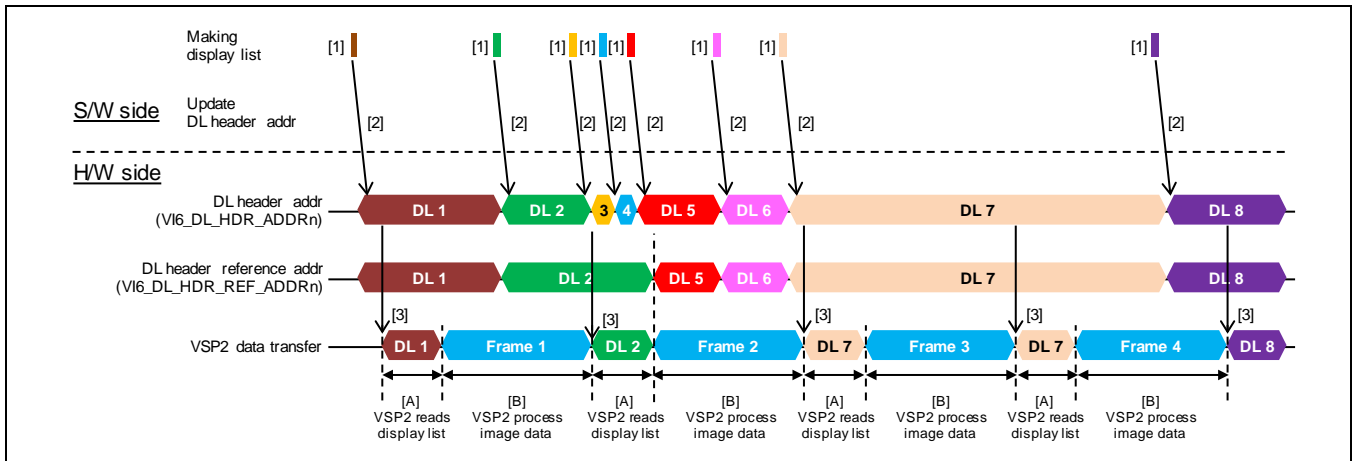 Making
display list
[1]
[1]
[1]
[1]
[1]
[1]
[1]
[1]
S/W side
Update
DL header addr
[2]
[2]
[2]
[2]
[2]
[2]
[2]
[2]
H/W side
DL header addr
(VI6_DL_HDR_ADDRn)
DL 1
DL 2
3
4
DL 5
DL 6
DL 7
DL 8
DL header reference addr
(VI6_DL_HDR_REF_ADDRn)
DL 1
DL 2
DL 5
DL 6
DL 7
DL 8
[3]
[3]
[3]
[3]
[3]
VSP2 data transfer
DL 1
Frame 1
DL 2
Frame 2
DL 7
Frame 3
DL 7
Frame 4
DL 8
[A]
VSP2 reads
display list
[B]
VSP2 process
image data
[A]
VSP2 reads
display list
[B]
VSP2 process
image data
[A]
VSP2 reads
display list
[B]
VSP2 process
image data
[A]
VSP2 reads
display list
[B]
VSP2 process
image data